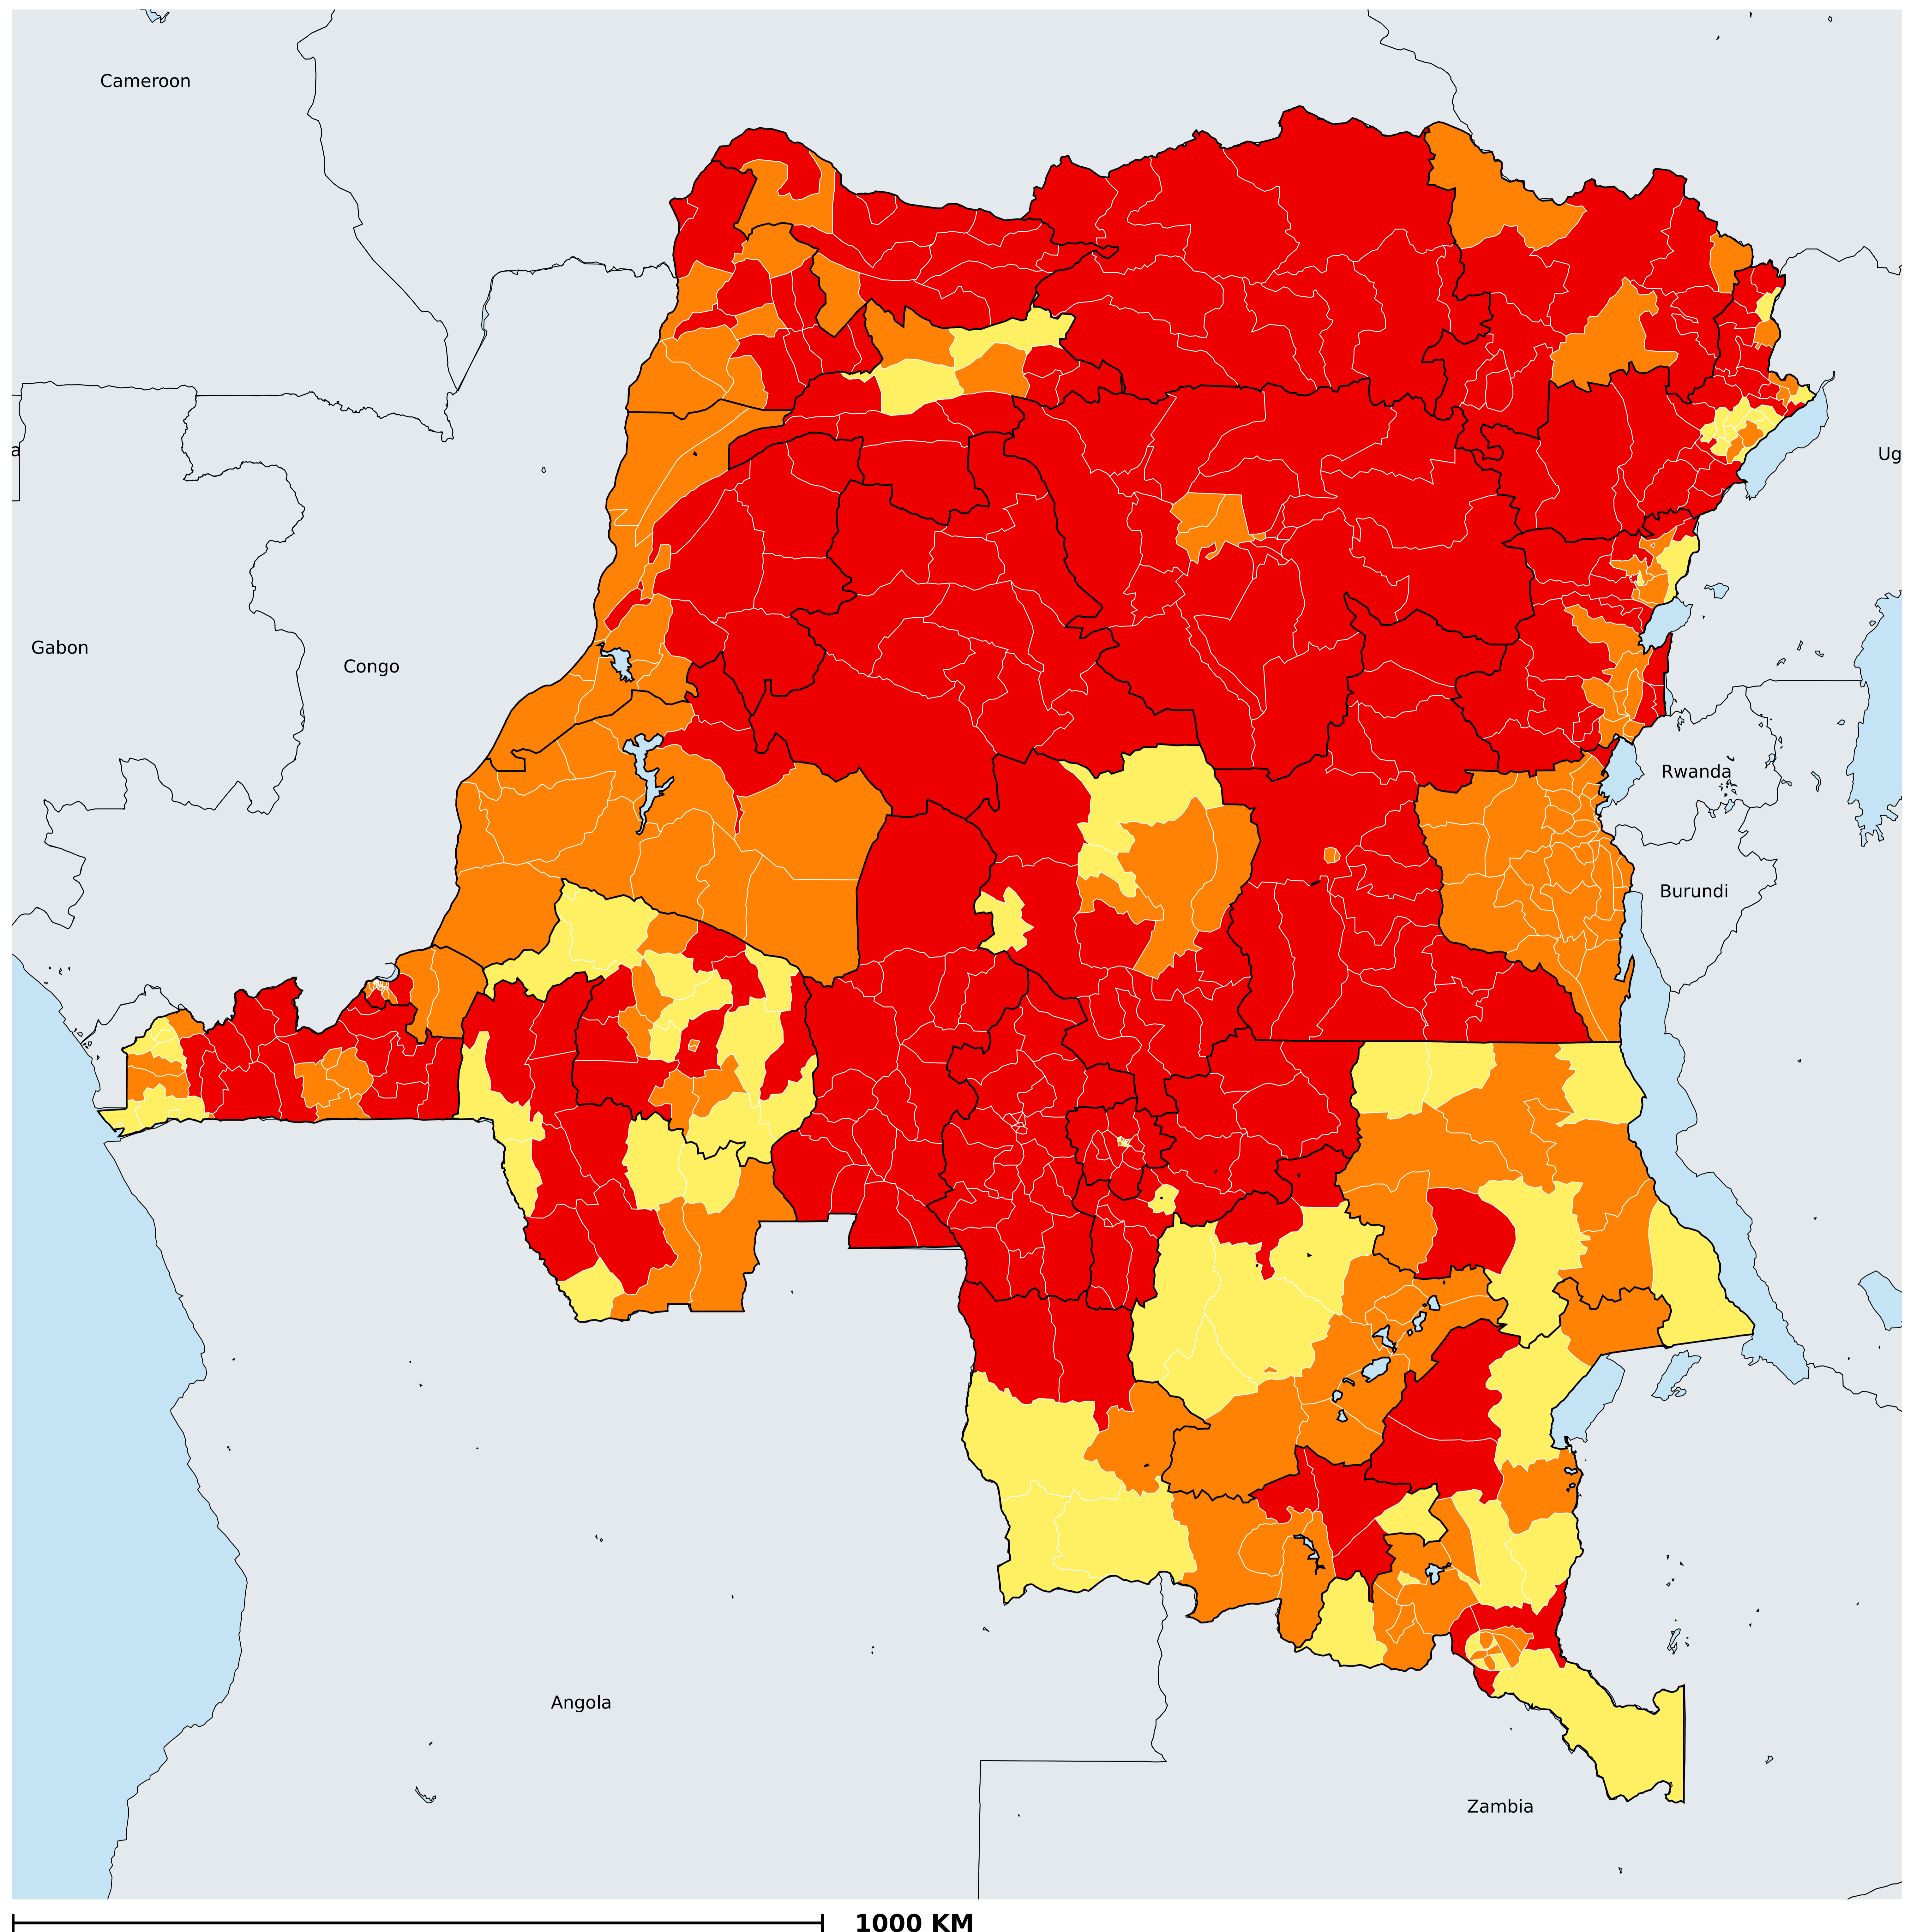 Cameroon
a
Ug
Gabon
Congo
Rwanda
Burundi
Angola
Zambia
1000 KM